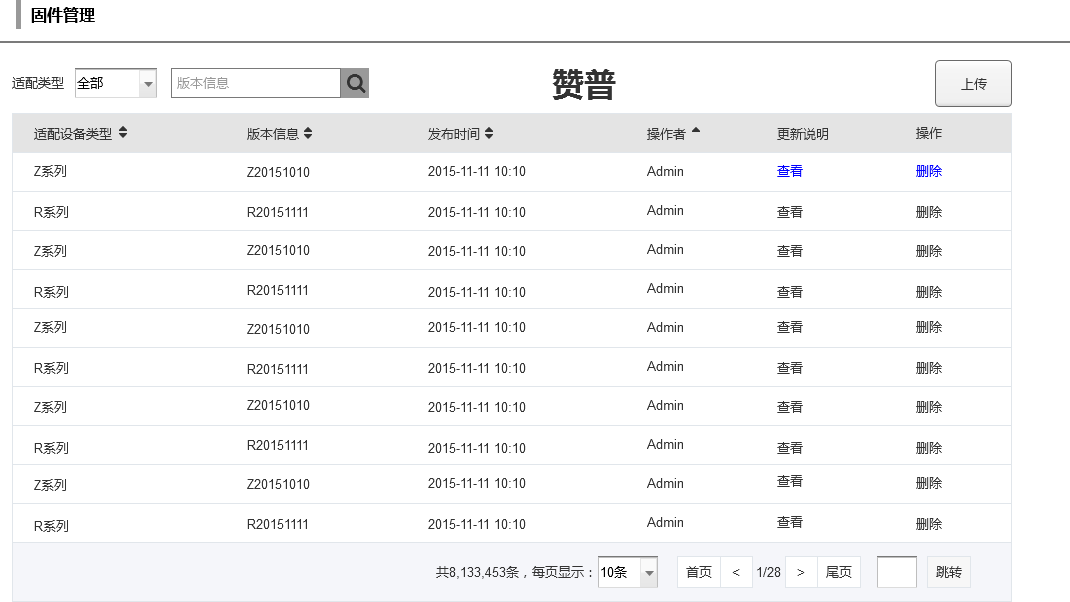 固件管理
适配类型 全部 版本信息 赞普 上传
适配设备类型 版本信息 发布时间 操作者 更新说明 操作
Z系列 Z20151010 2015-11-11 10:10 Admin 查看 删除
R系列 R20151111 2015-11-11 10:10 Admin 查看 删除
Z系列 Z20151010 2015-11-11 10:10 Admin 查看 删除
R系列 R20151111 2015-11-11 10:10 Admin 查看 删除
Z系列 Z20151010 2015-11-11 10:10 Admin 查看 删除
R系列 R20151111 2015-11-11 10:10 Admin 查看 删除
Z系列 Z20151010 2015-11-11 10:10 Admin 查看 删除
R系列 R20151111 2015-11-11 10:10 Admin 查看 删除
Z系列 Z20151010 2015-11-11 10:10 Admin 查看 删除
R系列 R20151111 2015-11-11 10:10 Admin 查看 删除
共8,133,453条，每页显示： 10条 首页 < 1/28 > 尾页 跳转